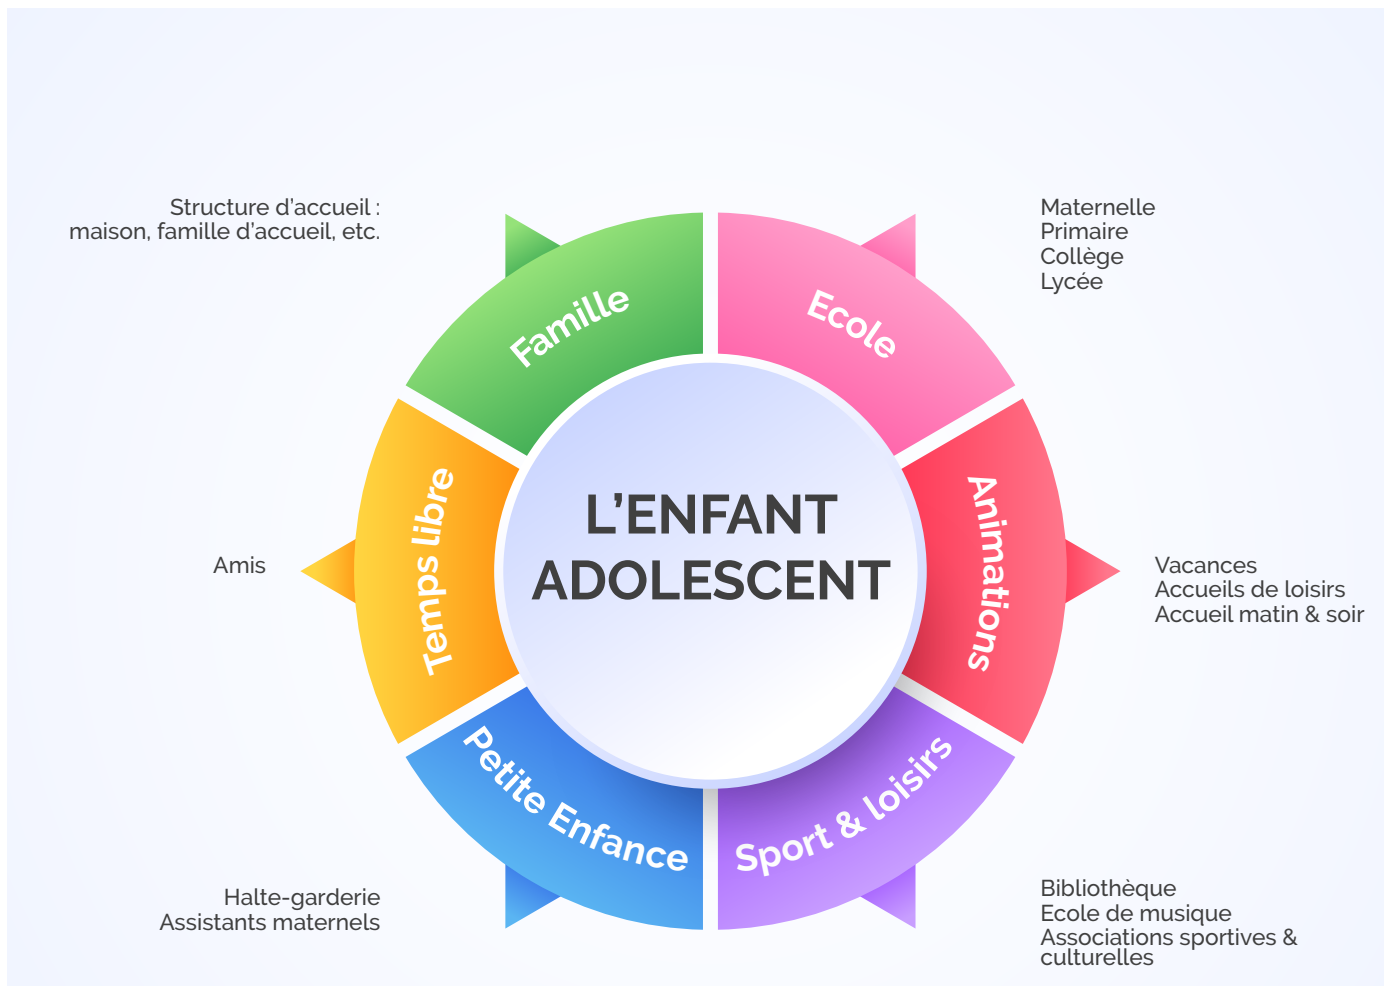 Structure d'accueil :
maison, famille d'accueil, etc.
Maternelle
Primaire
Collège
Lycée
Famille
Ecole
Temps libre
L'ENFANT
ADOLESCENT
Animations
Amis
Vacances
Accueils de loisirs
Accueil matin & soir
Petite Enfance
Sport & loisirs
Halte-garderie
Assistants maternels
Bibliothèque
Ecole de musique
Associations sportives &
culturelles